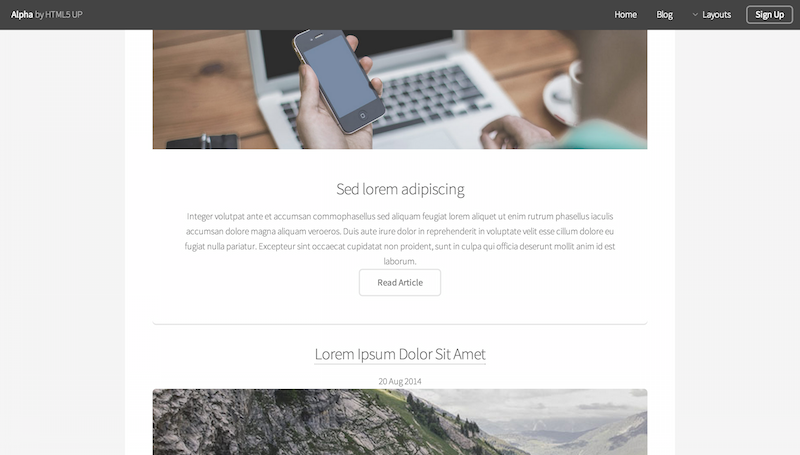 Alpha by HTML5 UP Home Blog Layouts Sign Up
Sed lorem adipiscing
Integer volutpat ante et accumsan commophasellus sed aliquam feugiat lorem aliquet ut enim rutrum phasellus iaculis
accumsan dolore magna aliquam veroeros. Duis aute irure dolor in reprehenderit in voluptate velit esse cillum dolore eu
fugiat nulla pariatur. Excepteur sint occaecat cupidatat non proident, sunt in culpa qui officia deserunt mollit anim id est
laborum.
Read Article
Lorem Ipsum Dolor Sit Amet
20 Aug 2014